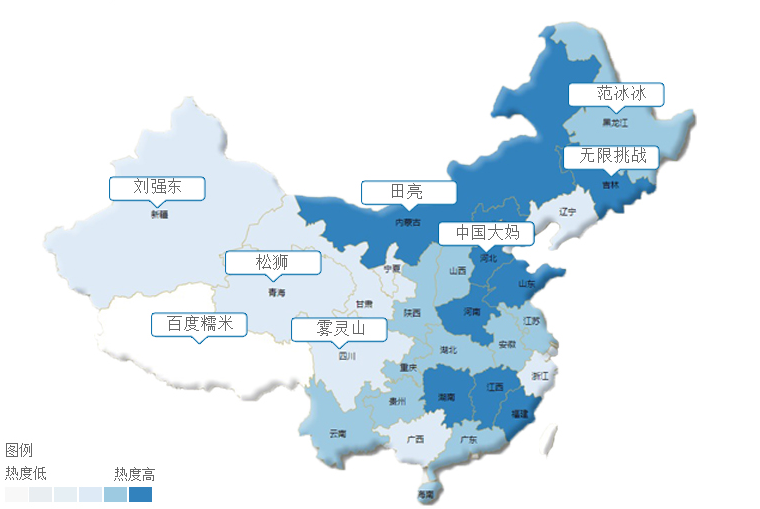 范冰冰
黑龙江
无限挑战
吉林
刘强东
新疆
田亮
内蒙古
辽宁
中国大妈
河北
松狮
青海
宁夏
山西
山东
甘肃
陕西
河南
江苏
百度糯米
雾灵山
四川
湖北
安徽
重庆
浙江
贵州
湖南
江西
福建
云南
广西
广东
海南
图例
热度低 热度高